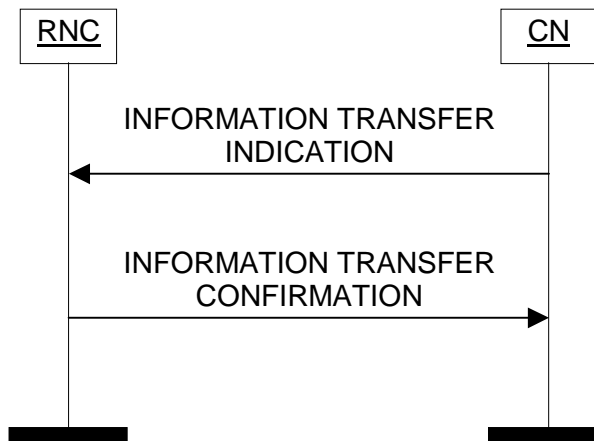 RNC
CN
INFORMATION TRANSFER
INDICATION
INFORMATION TRANSFER
CONFIRMATION